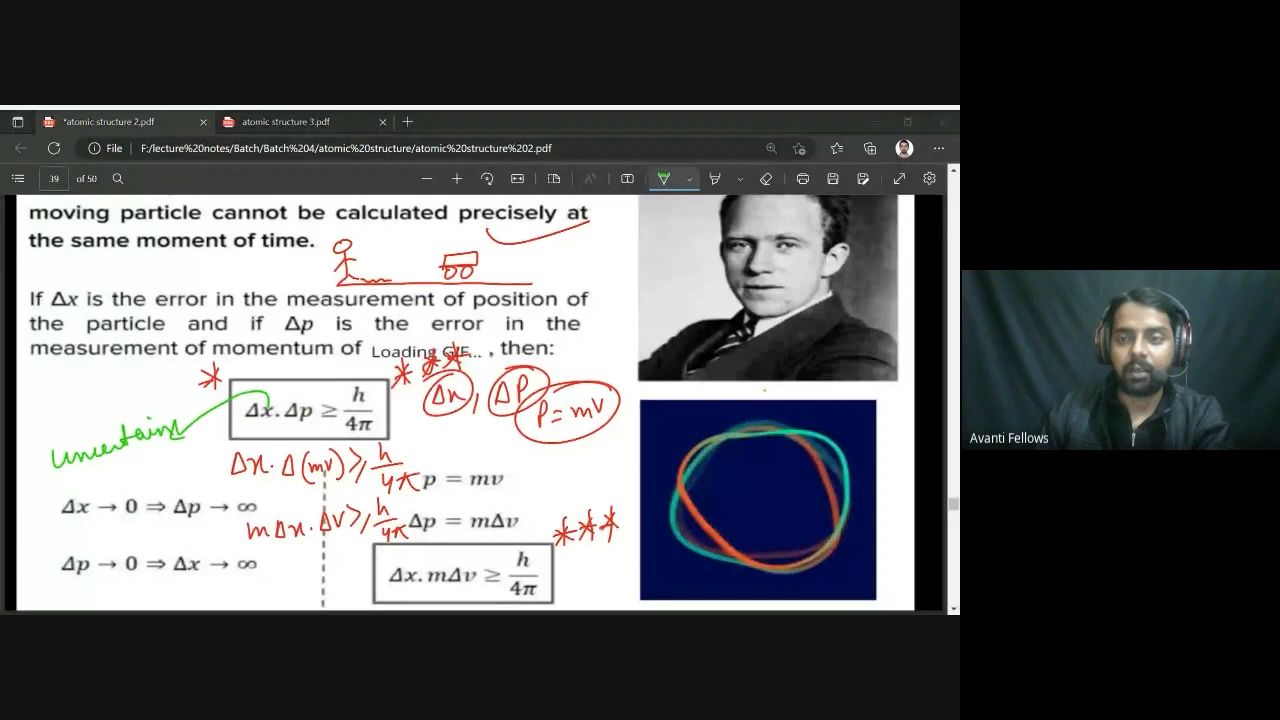 *atomic structure 2.pdf
atomic structure 3.pdf
File F:/lecture%20notes/Batch/Batch%204/atomic%20structure/atomic%20structure%202.pdf
39 of 50
moving particle cannot be calculated precisely at
the same moment of time.
If Δx is the error in the measurement of position of
the particle and if Δp is the error in the
measurement of momentum of Loading GIF... , then:
* Δx. Δp ≥ h/4π * **
Δx, ΔP
P = mv
Δx. Δ(mv) ≥ h/4π
p = mv
Δx → 0 ⇒ Δp → ∞
mΔx. ΔV ≥ h/4π
Δp = mΔv
***
Δp → 0 ⇒ Δx → ∞
Δx. mΔv ≥ h/4π
Avanti Fellows